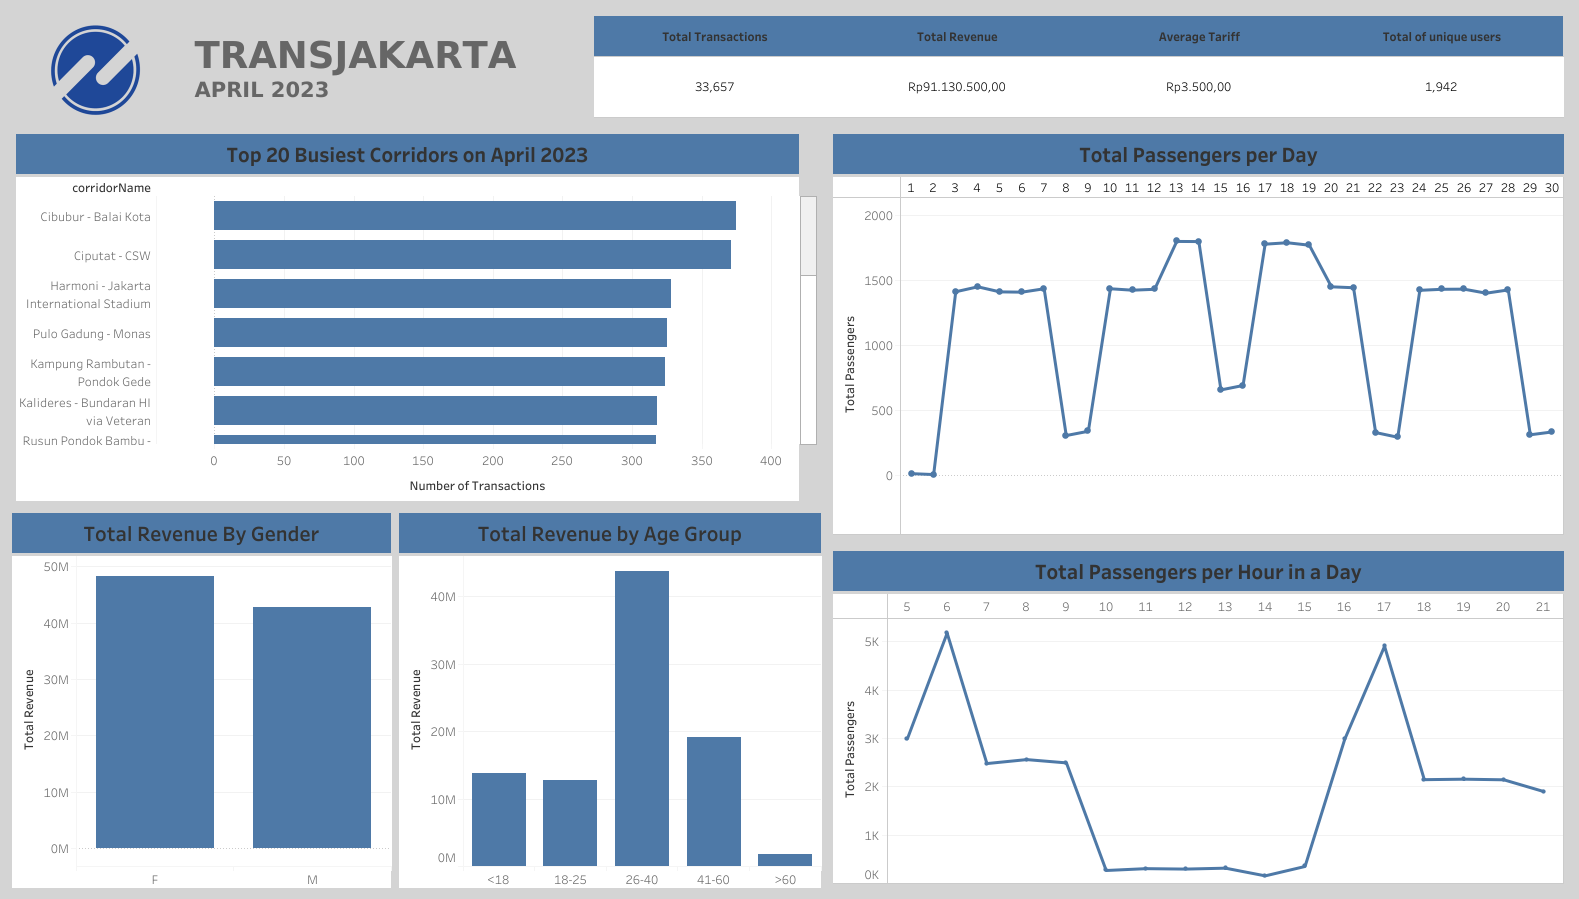 TRANSJAKARTA
APRIL 2023
Total Transactions Total Revenue Average Tariff Total of unique users
33,657 Rp91.130.500,00 Rp3.500,00 1,942
Top 20 Busiest Corridors on April 2023
corridorName
Cibubur - Balai Kota
Ciputat - CSW
Harmoni - Jakarta
International Stadium
Pulo Gadung - Monas
Kampung Rambutan -
Pondok Gede
Kalideres - Bundaran HI
via Veteran
Rusun Pondok Bambu -
0 50 100 150 200 250 300 350 400
Number of Transactions
Total Passengers per Day
1 2 3 4 5 6 7 8 9 10 11 12 13 14 15 16 17 18 19 20 21 22 23 24 25 26 27 28 29 30
2000
1500
1000
500
0
Total Passengers
Total Revenue By Gender
50M
40M
30M
20M
10M
0M
Total Revenue
F M
Total Revenue by Age Group
40M
30M
20M
10M
0M
Total Revenue
<18 18-25 26-40 41-60 >60
Total Passengers per Hour in a Day
5 6 7 8 9 10 11 12 13 14 15 16 17 18 19 20 21
5K
4K
3K
2K
1K
0K
Total Passengers